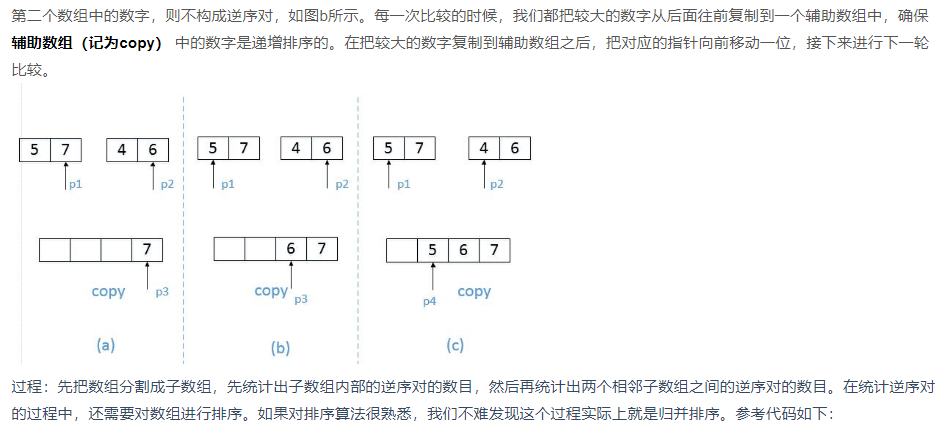 第二个数组中的数字，则不构成逆序对，如图b所示。每一次比较的时候，我们都把较大的数字从后面往前复制到一个辅助数组中，确保
辅助数组（记为copy） 中的数字是递增排序的。在把较大的数字复制到辅助数组之后，把对应的指针向前移动一位，接下来进行下一轮
比较。
5 7 4 6 5 7 4 6 5 7 4 6
p1 p2 p1 p2 p1 p2
7 6 7 5 6 7
copy p3 copy p3 p4 copy
(a) (b) (c)
过程：先把数组分割成子数组，先统计出子数组内部的逆序对的数目，然后再统计出两个相邻子数组之间的逆序对的数目。在统计逆序对
的过程中，还需要对数组进行排序。如果对排序算法很熟悉，我们不难发现这个过程实际上就是归并排序。参考代码如下：